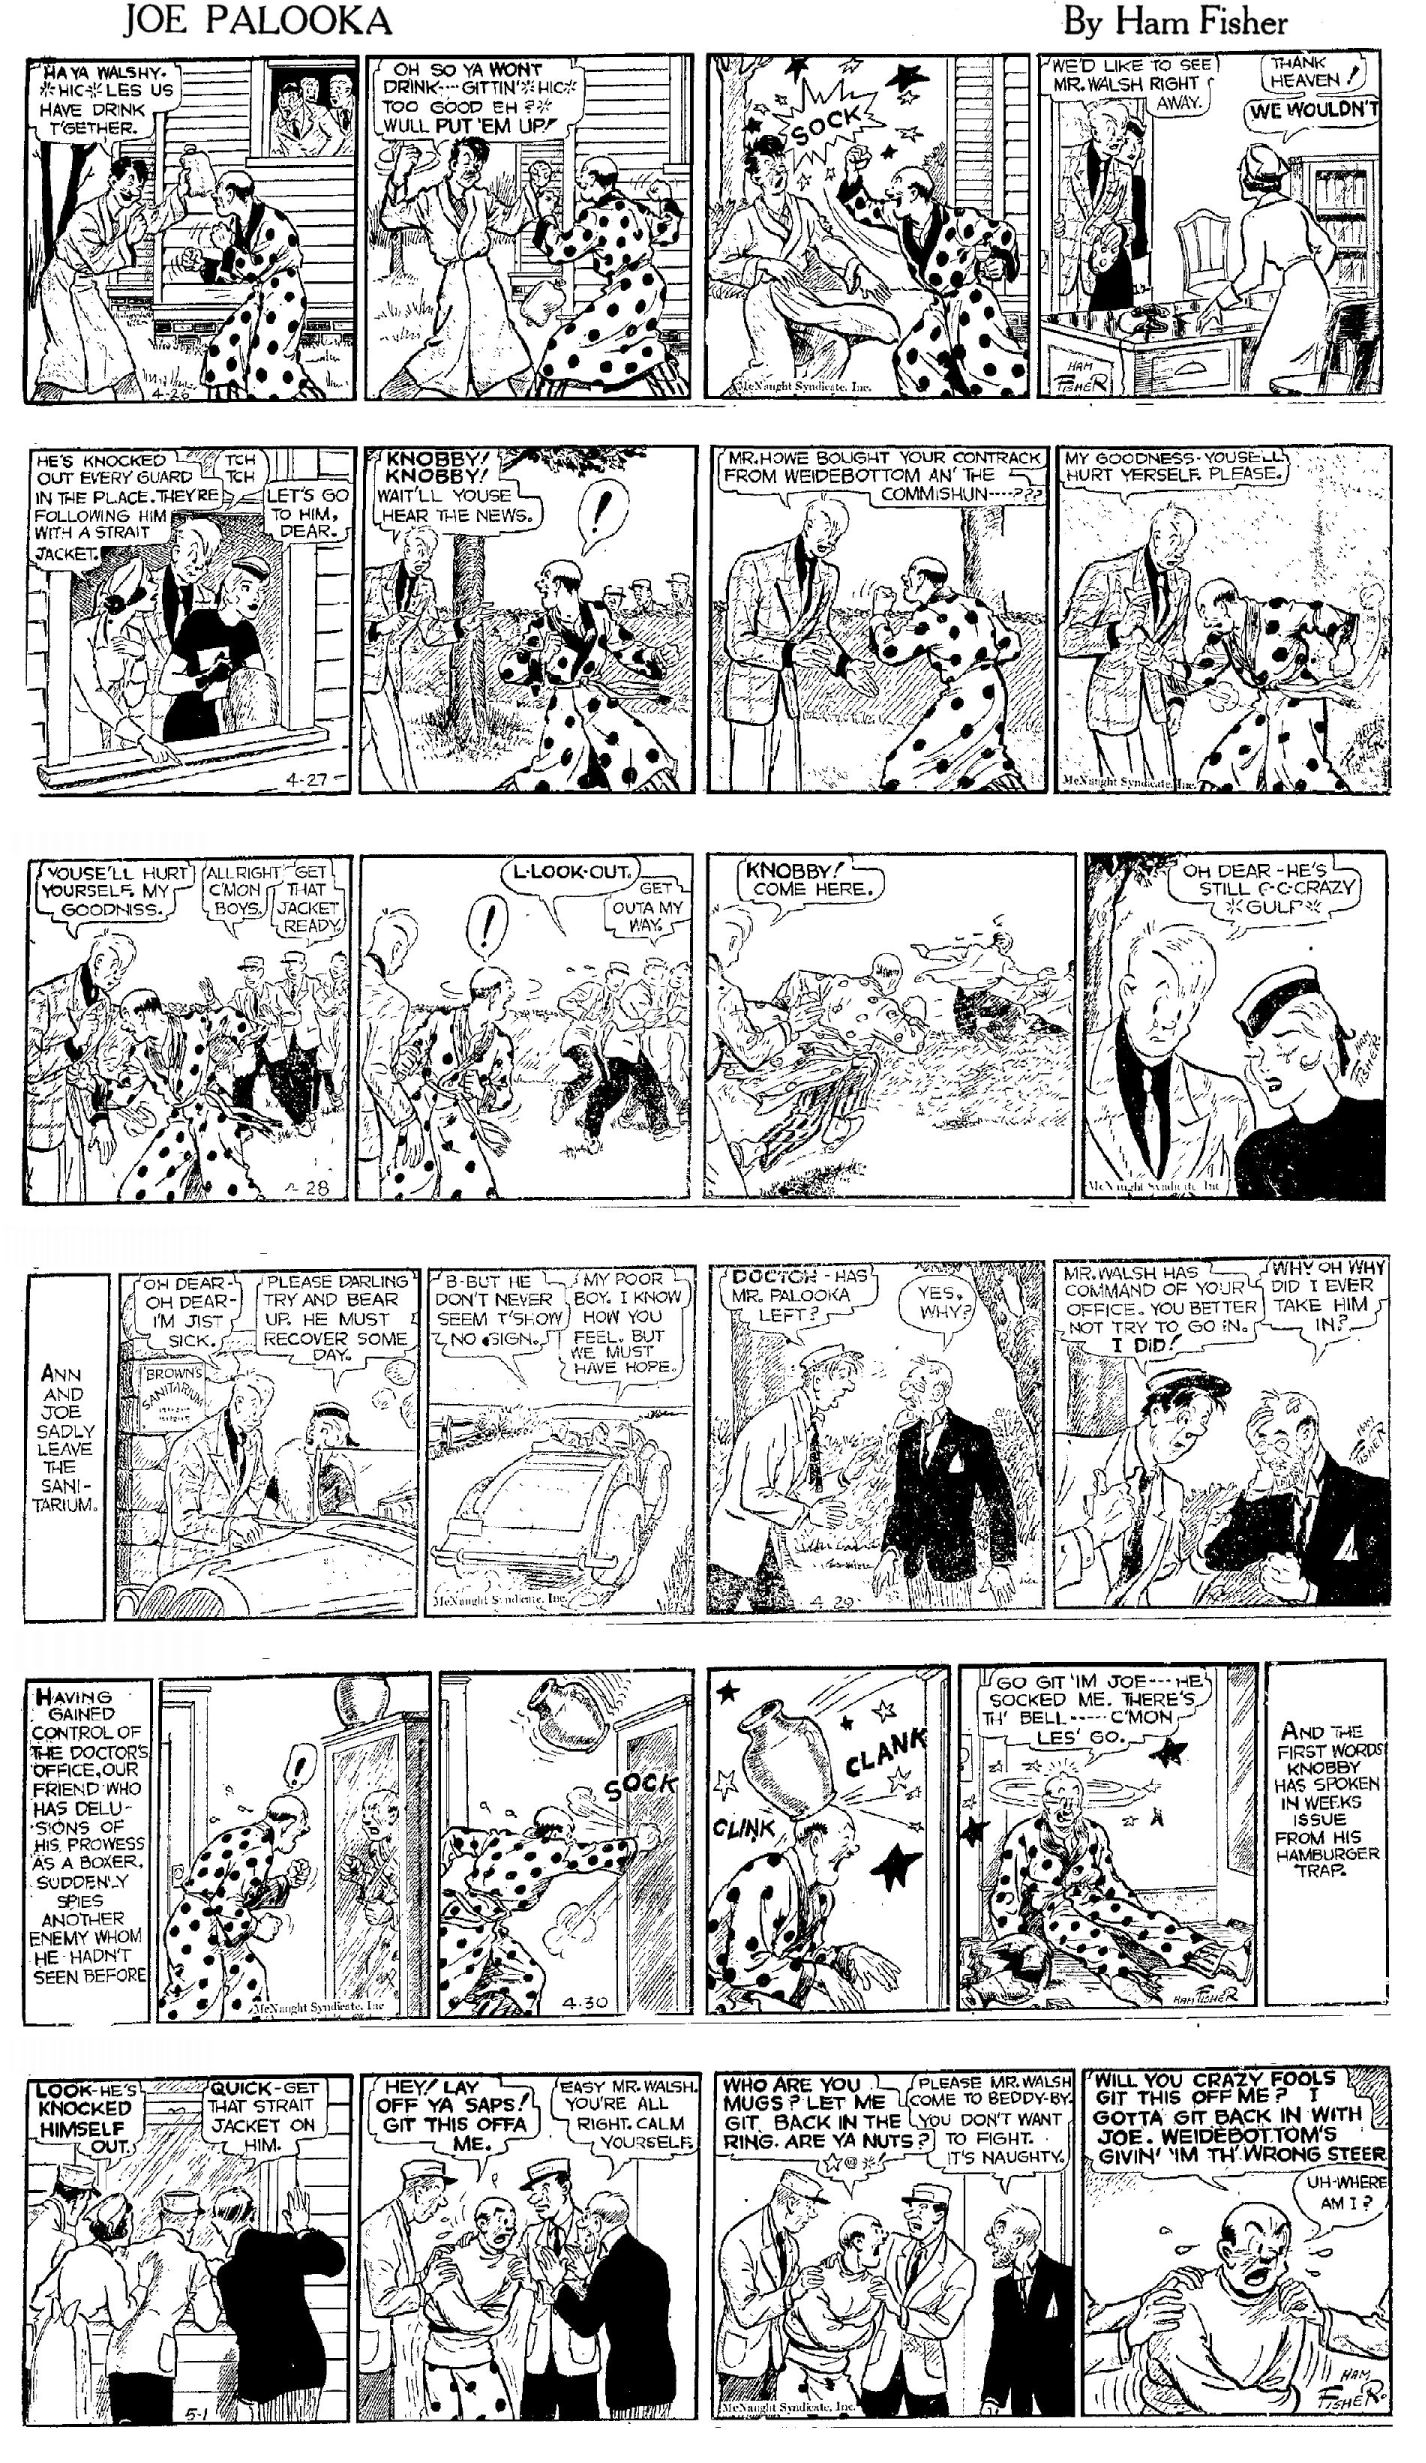 JOE PALOOKA
By Ham Fisher
HA YA WALSHY.
*HIC* LES US
HAVE DRINK
T'GETHER.
4-26
OH SO YA WONT
DRINK---GITTIN'*HIC*
TOO GOOD EH?*
WULL PUT 'EM UP!
SOCK
McNaught Syndicate, Inc.
WE'D LIKE TO SEE
MR. WALSH RIGHT
AWAY.
THANK
HEAVEN!
WE WOULDN'T
HAM
FISHER
HE'S KNOCKED
OUT EVERY GUARD
IN THE PLACE. THEY'RE
FOLLOWING HIM
WITH A STRAIT
JACKET.
TCH
TCH
LET'S GO
TO HIM,
DEAR.
4-27
KNOBBY!
KNOBBY!
WAIT'LL YOUSE
HEAR THE NEWS.
!
MR. HOWE BOUGHT YOUR CONTRACK
FROM WEIDEBOTTOM AN' THE
COMMISHUN----???
MY GOODNESS-YOUSE'LL
HURT YERSELF. PLEASE.
McNaught Syndicate, Inc.
HAM
FISHER
YOUSE'LL HURT
YOURSELF. MY
GOODNISS.
ALL RIGHT
C'MON
BOYS.
GET
THAT
JACKET
READY.
28
!
L-LOOK-OUT.
GET
OUTA MY
WAY.
KNOBBY!
COME HERE.
OH DEAR-HE'S
STILL C-C-CRAZY
*GULP*
HAM
FISHER
McNaught Syndicate, Inc.
ANN
AND
JOE
SADLY
LEAVE
THE
SANI-
TARIUM.
OH DEAR-
OH DEAR-
I'M JIST
SICK.
PLEASE DARLING
TRY AND BEAR
UP. HE MUST
RECOVER SOME
DAY.
BROWN'S
SANITARIUM
B-BUT HE
DON'T NEVER
SEEM T'SHOW
NO SIGN.
MY POOR
BOY. I KNOW
HOW YOU
FEEL. BUT
WE MUST
HAVE HOPE.
McNaught Syndicate, Inc.
DOCTOR-HAS
MR. PALOOKA
LEFT?
YES.
WHY?
4 29
MR. WALSH HAS
COMMAND OF YOUR
OFFICE. YOU BETTER
NOT TRY TO GO IN.
I DID!
WHY OH WHY
DID I EVER
TAKE HIM
IN?
HAM
FISHER
HAVING
GAINED
CONTROL OF
THE DOCTOR'S
OFFICE, OUR
FRIEND WHO
HAS DELU-
SIONS OF
HIS PROWESS
AS A BOXER,
SUDDENLY
SPIES
ANOTHER
ENEMY WHOM
HE HADN'T
SEEN BEFORE
!
McNaught Syndicate, Inc
SOCK
4.30
CLANK
CLINK
GO GIT 'IM JOE---HE
SOCKED ME. THERE'S
TH' BELL-----C'MON
LES' GO.
HAM FISHER
AND THE
FIRST WORDS
KNOBBY
HAS SPOKEN
IN WEEKS
ISSUE
FROM HIS
HAMBURGER
TRAP.
LOOK-HE'S
KNOCKED
HIMSELF
OUT.
QUICK-GET
THAT STRAIT
JACKET ON
HIM.
5-1
HEY! LAY
OFF YA SAPS!
GIT THIS OFFA
ME.
EASY MR. WALSH.
YOU'RE ALL
RIGHT. CALM
YOURSELF.
WHO ARE YOU
MUGS? LET ME
GIT BACK IN THE
RING. ARE YA NUTS?
☆@*!
PLEASE MR. WALSH
COME TO BEDDY-BY.
YOU DON'T WANT
TO FIGHT.
IT'S NAUGHTY.
McNaught Syndicate, Inc.
WILL YOU CRAZY FOOLS
GIT THIS OFF ME? I
GOTTA GIT BACK IN WITH
JOE. WEIDEBOTTOM'S
GIVIN' 'IM TH' WRONG STEER
UH-WHERE
AM I?
HAM
FISHER